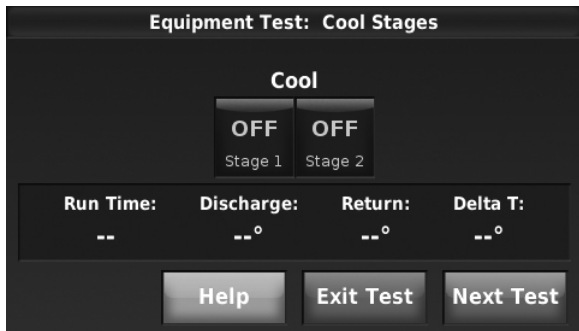 Equipment Test: Cool Stages
Cool
OFF OFF
Stage 1 Stage 2
Run Time: Discharge: Return: Delta T:
-- --° --° --°
Help Exit Test Next Test